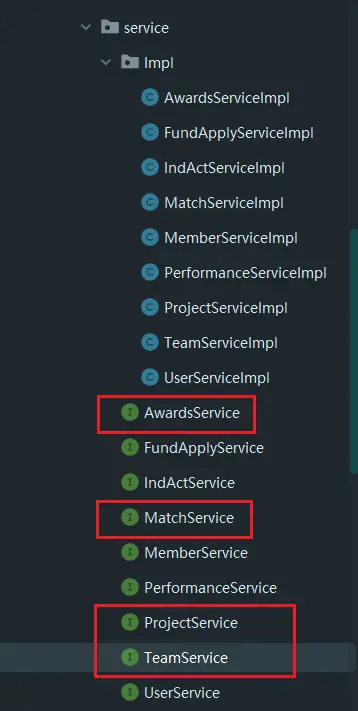 service
Impl
AwardsServiceImpl
FundApplyServiceImpl
IndActServiceImpl
MatchServiceImpl
MemberServiceImpl
PerformanceServiceImpl
ProjectServiceImpl
TeamServiceImpl
UserServiceImpl
AwardsService
FundApplyService
IndActService
MatchService
MemberService
PerformanceService
ProjectService
TeamService
UserService